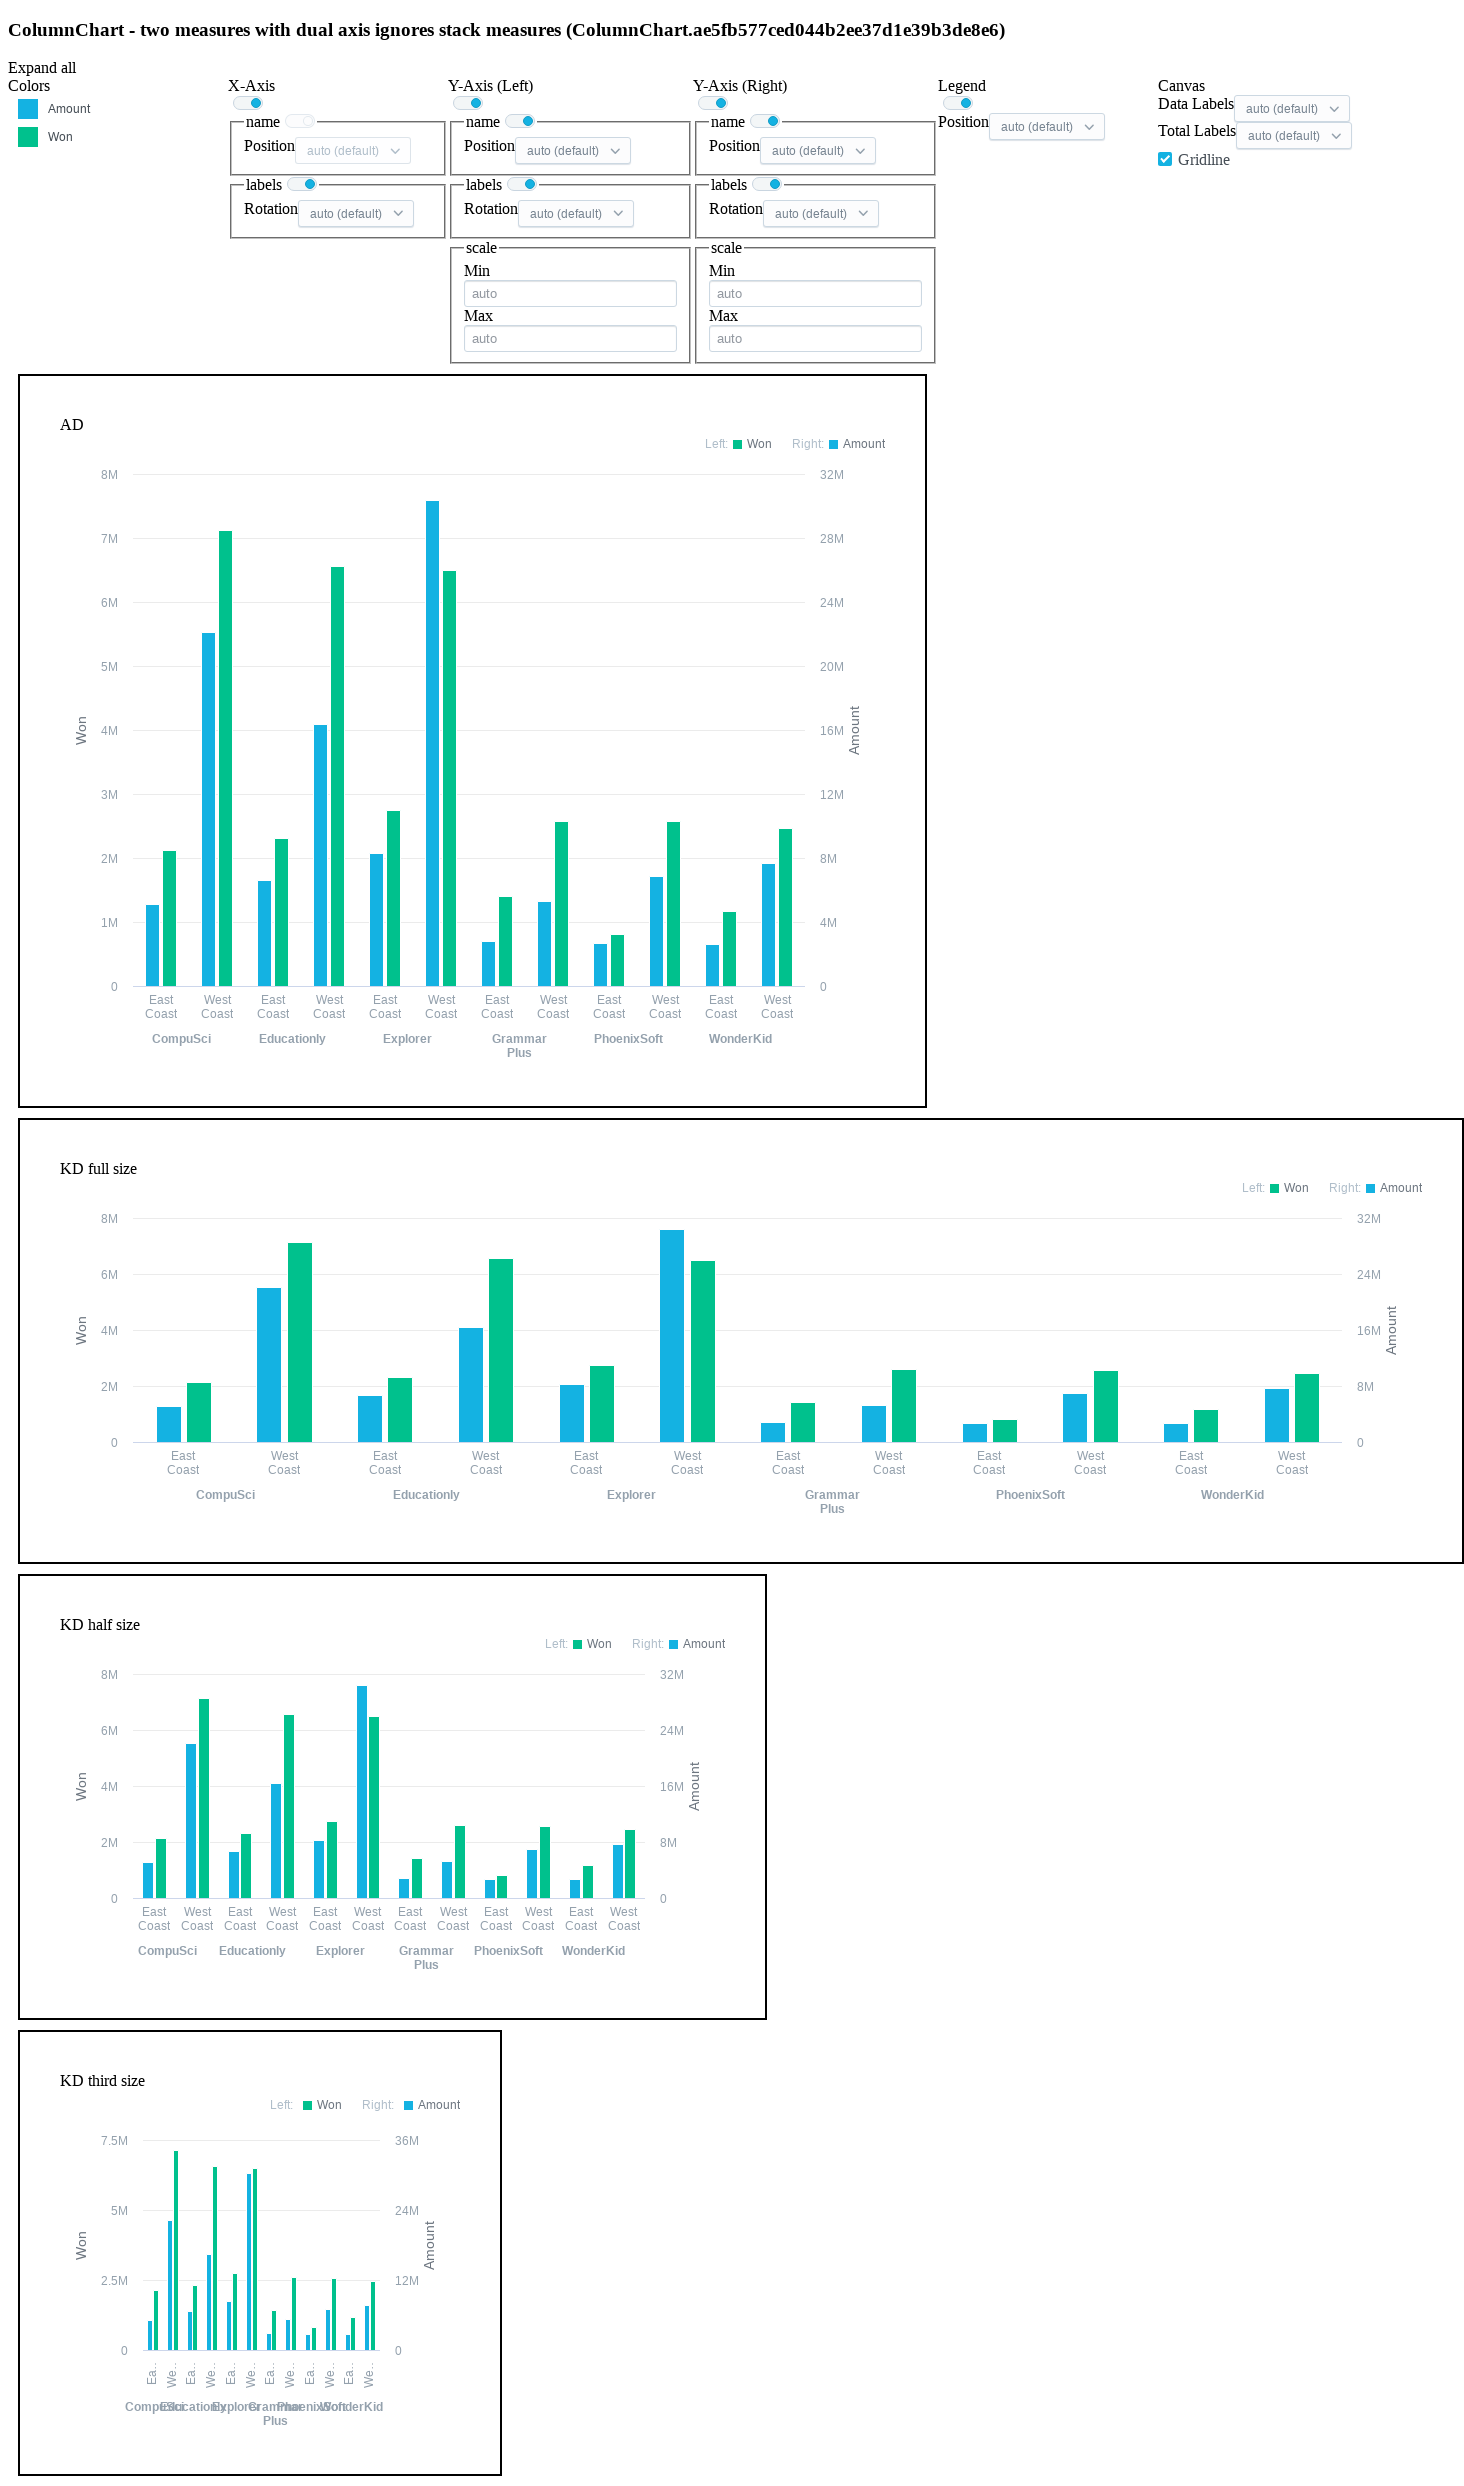 ColumnChart - two measures with dual axis ignores stack measures (ColumnChart.ae5fb577ced044b2ee37d1e39b3de8e6)
Expand all
Colors
Amount
Won
X-Axis
name
Position auto (default)
labels
Rotation auto (default)
Y-Axis (Left)
name
Position auto (default)
labels
Rotation auto (default)
scale
Min
auto
Max
auto
Y-Axis (Right)
name
Position auto (default)
labels
Rotation auto (default)
scale
Min
auto
Max
auto
Legend
Position auto (default)
Canvas
Data Labels auto (default)
Total Labels auto (default)
Gridline
AD
Left: Won Right: Amount
8M 32M
7M 28M
6M 24M
5M 20M
Won 4M 16M Amount
3M 12M
2M 8M
1M 4M
0 0
East West East West East West East West East West East West
Coast Coast Coast Coast Coast Coast Coast Coast Coast Coast Coast Coast
CompuSci Educationly Explorer Grammar PhoenixSoft WonderKid
Plus
KD full size
Left: Won Right: Amount
8M 32M
6M 24M
Won 4M 16M Amount
2M 8M
0 0
East West East West East West East West East West East West
Coast Coast Coast Coast Coast Coast Coast Coast Coast Coast Coast Coast
CompuSci Educationly Explorer Grammar PhoenixSoft WonderKid
Plus
KD half size
Left: Won Right: Amount
8M 32M
6M 24M
Won 4M 16M Amount
2M 8M
0 0
East West East West East West East West East West East West
Coast Coast Coast Coast Coast Coast Coast Coast Coast Coast Coast Coast
CompuSci Educationly Explorer Grammar PhoenixSoft WonderKid
Plus
KD third size
Left: Won Right: Amount
7.5M 36M
5M 24M
Won Amount
2.5M 12M
0 0
Ea.. We.. Ea.. We.. Ea.. We.. Ea.. We.. Ea.. We.. Ea.. We..
CompuSci Educationly Explorer Grammar PhoenixSoft WonderKid
Plus